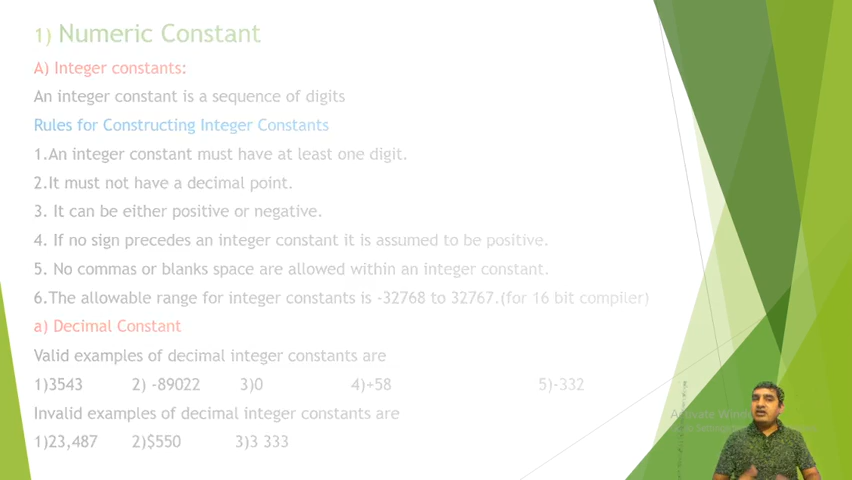 1) Numeric Constant
A) Integer constants:
An integer constant is a sequence of digits
Rules for Constructing Integer Constants
1.An integer constant must have at least one digit.
2.It must not have a decimal point.
3. It can be either positive or negative.
4. If no sign precedes an integer constant it is assumed to be positive.
5. No commas or blanks space are allowed within an integer constant.
6.The allowable range for integer constants is -32768 to 32767.(for 16 bit compiler)
a) Decimal Constant
Valid examples of decimal integer constants are
1)3543 2) -89022 3)0 4)+58 5)-332
Invalid examples of decimal integer constants are
1)23,487 2)$550 3)3 333
Activate